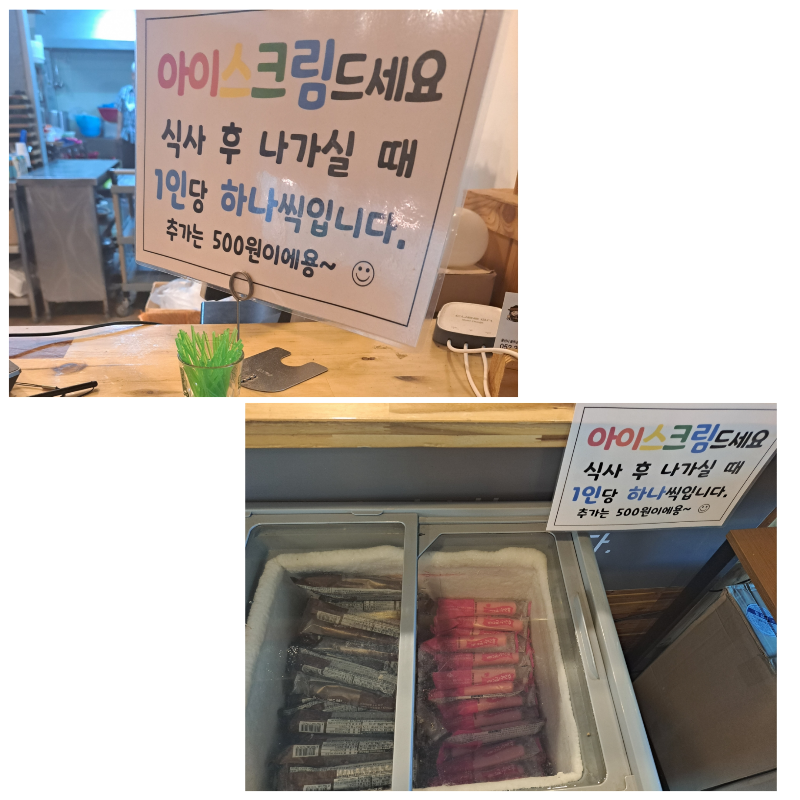 아이스크림드세요
식사 후 나가실 때
1인당 하나씩입니다.
추가는 500원이에용~
아이스크림드세요
식사 후 나가실 때
1인당 하나씩입니다.
추가는 500원이에용~
다.